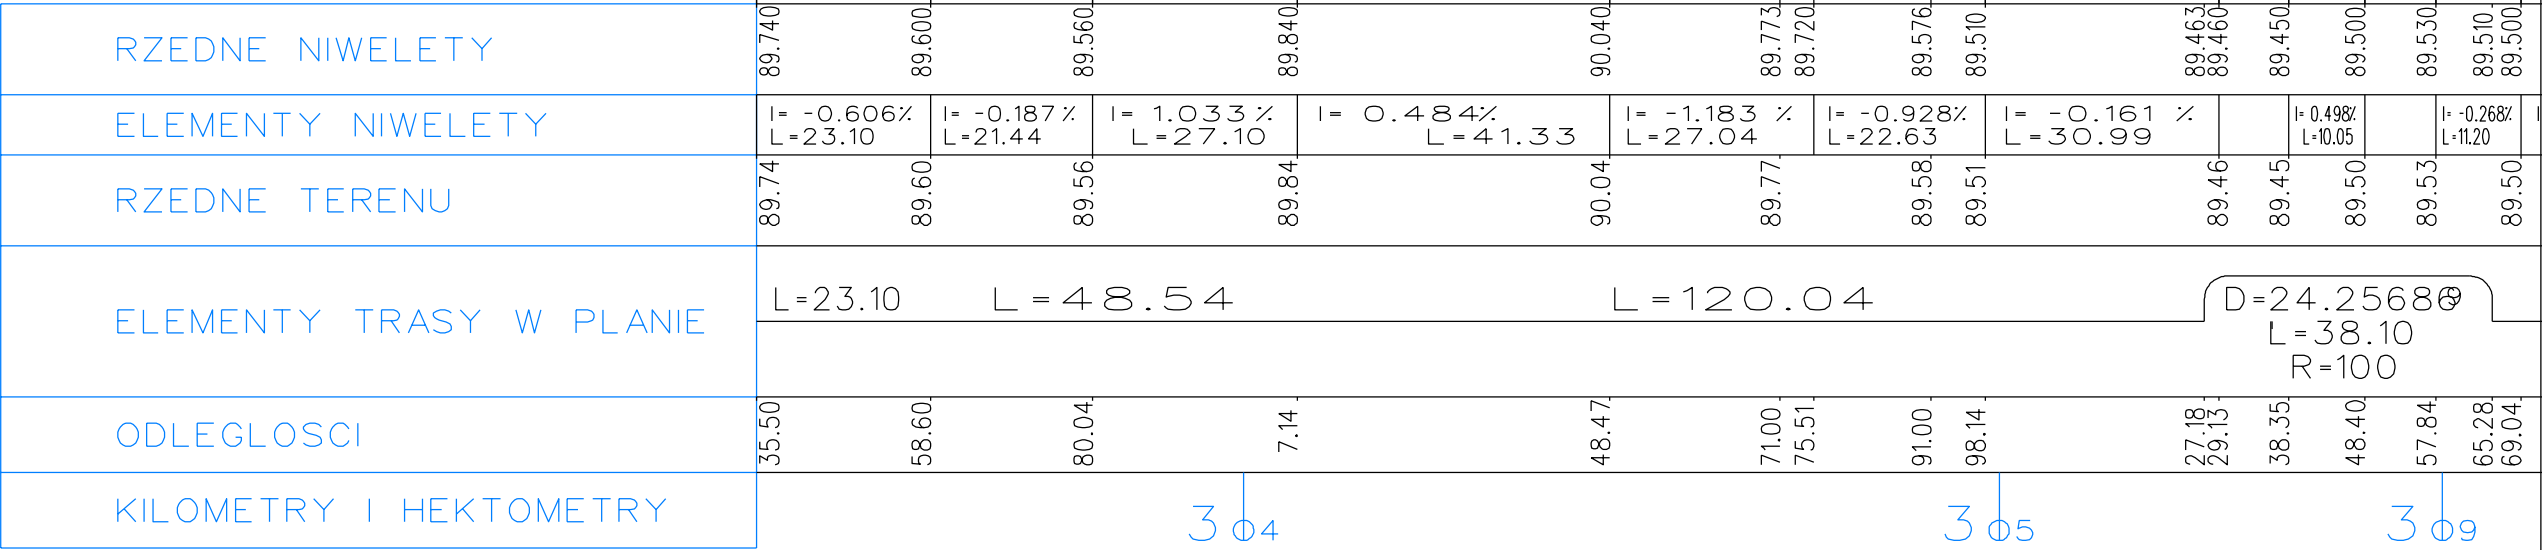 RZEDNE NIWELETY
89.740 89.600 89.560 89.840 90.040 89.773 89.720 89.576 89.510 89.463 89.460 89.450 89.500 89.530 89.510 89.500
ELEMENTY NIWELETY
I= -0.606% I= -0.187% I= 1.033% I= 0.484% I= -1.183 % I= -0.928% I= -0.161 % I= 0.498% I= -0.268%
L=23.10 L=21.44 L=27.10 L=41.33 L=27.04 L=22.63 L=30.99 L=10.05 L=11.20
RZEDNE TERENU
89.74 89.60 89.56 89.84 90.04 89.77 89.58 89.51 89.46 89.45 89.50 89.53 89.50
ELEMENTY TRASY W PLANIE
L=23.10 L=48.54 L=120.04
L=38.10
R=100
ODLEGLOSCI
35.50 58.60 80.04 7.14 48.47 71.00 75.51 91.00 98.14 27.18 29.13 38.35 48.40 57.84 65.28 69.04
KILOMETRY I HEKTOMETRY
3 4 3 5 3 9